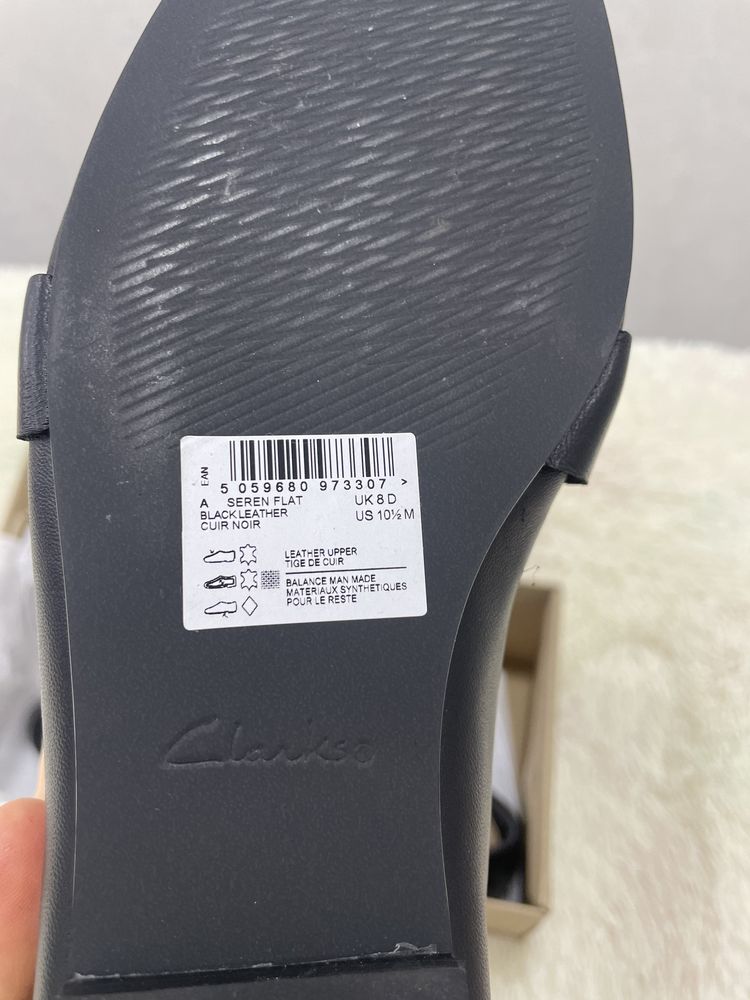 EAN
5 059680 973307 >
A SEREN FLAT UK 8 D
BLACK LEATHER US 10½ M
CUIR NOIR
LEATHER UPPER
TIGE DE CUIR
BALANCE MAN MADE
MATERIAUX SYNTHETIQUES
POUR LE RESTE
Clarks